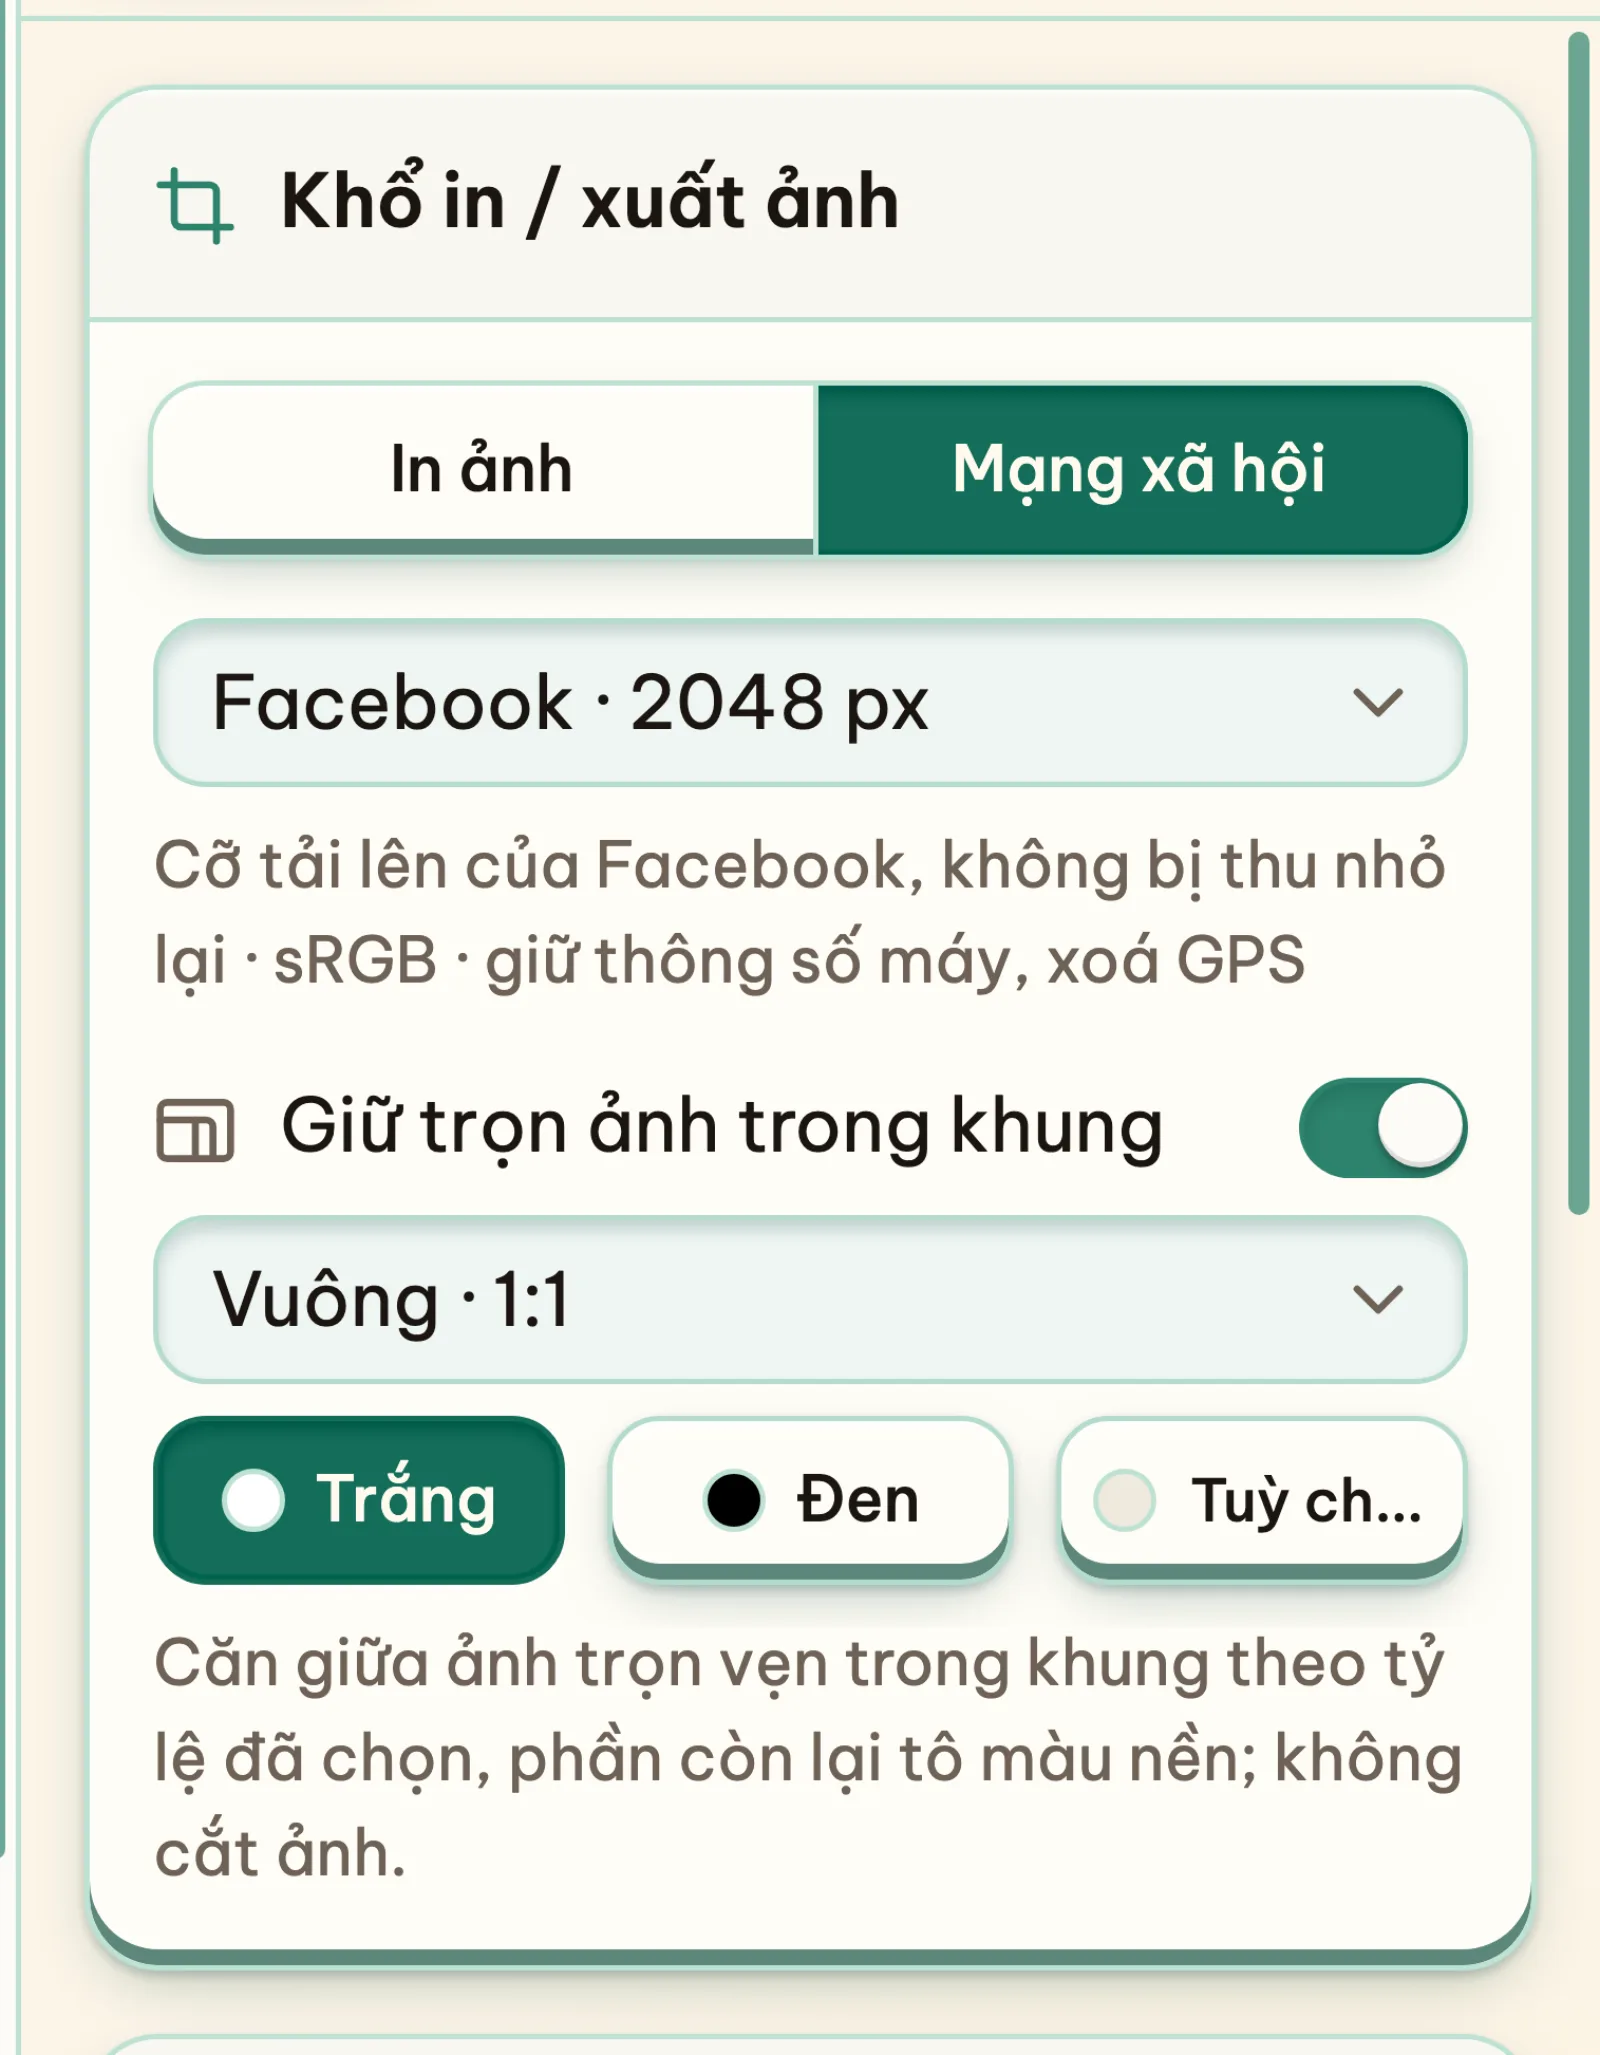 Khổ in / xuất ảnh
In ảnh
Mạng xã hội
Facebook · 2048 px
Cỡ tải lên của Facebook, không bị thu nhỏ
lại · sRGB · giữ thông số máy, xoá GPS
Giữ trọn ảnh trong khung
Vuông · 1:1
Trắng
Đen
Tuỳ ch...
Căn giữa ảnh trọn vẹn trong khung theo tỷ
lệ đã chọn, phần còn lại tô màu nền; không
cắt ảnh.